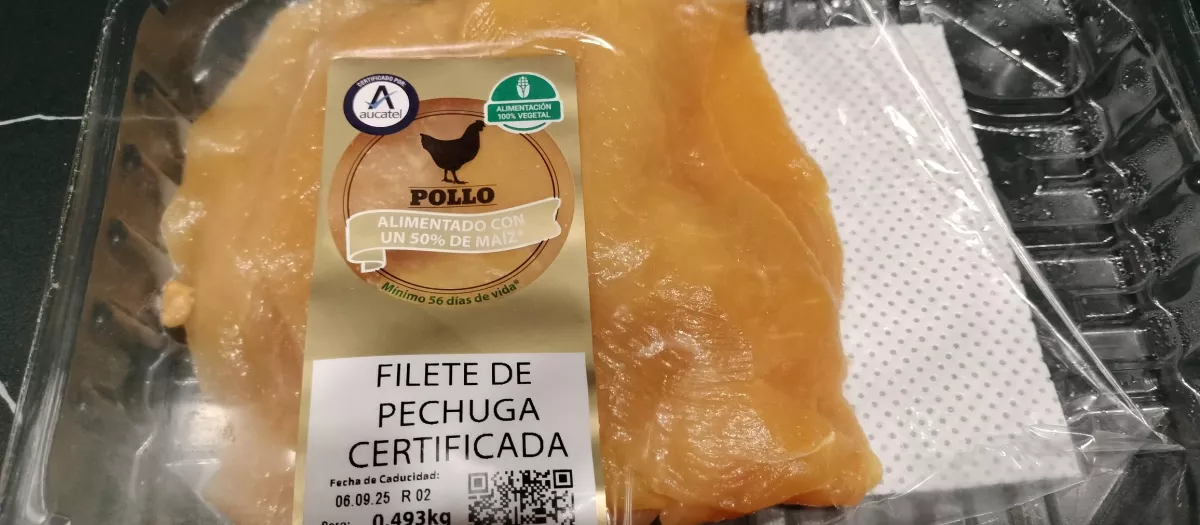 CERTIFICADO POR
aucatel
ALIMENTACIÓN
100% VEGETAL
POLLO
ALIMENTADO CON
UN 50% DE MAÍZ*
Mínimo 56 días de vida*
FILETE DE
PECHUGA
CERTIFICADA
Fecha de Caducidad:
06.09.25 R 02
Peso: 0,493kg